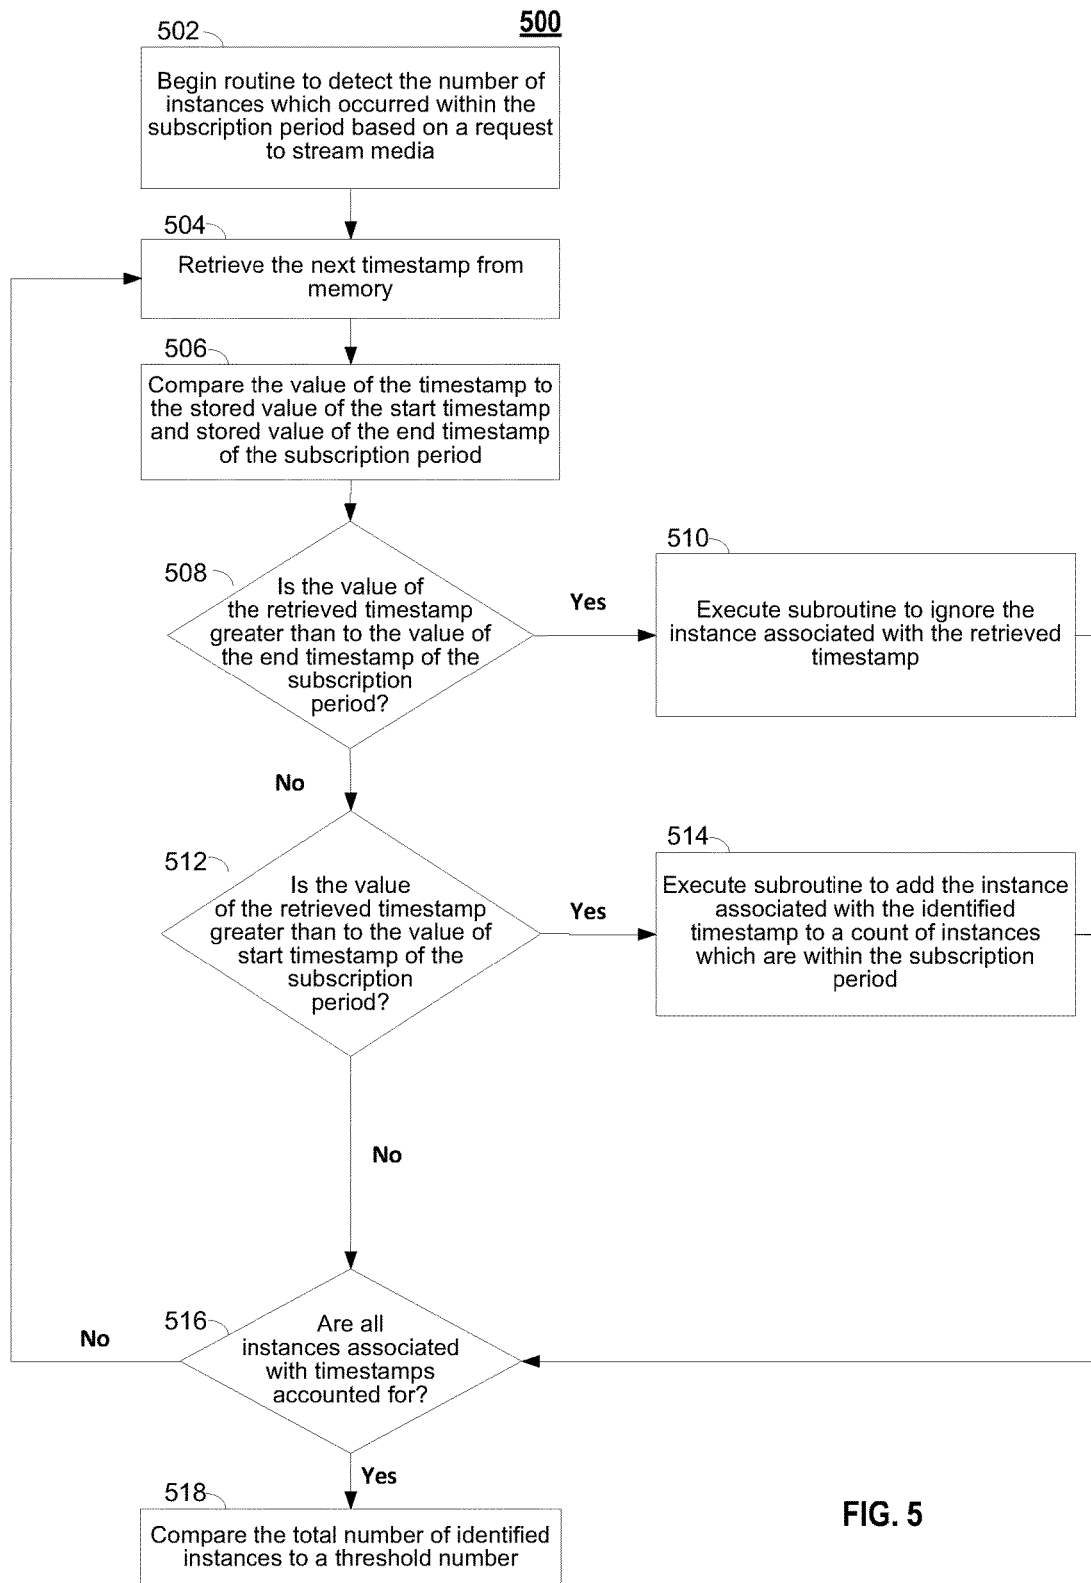 500
502
Begin routine to detect the number of
instances which occurred within the
subscription period based on a request
to stream media
504
Retrieve the next timestamp from
memory
506
Compare the value of the timestamp to
the stored value of the start timestamp
and stored value of the end timestamp
of the subscription period
508
Is the value of
the retrieved timestamp
greater than to the value of
the end timestamp of the
subscription
period?
Yes
510
Execute subroutine to ignore the
instance associated with the retrieved
timestamp
No
512
Is the value
of the retrieved timestamp
greater than to the value of
start timestamp of the
subscription
period?
Yes
514
Execute subroutine to add the instance
associated with the identified
timestamp to a count of instances
which are within the subscription
period
No
516
Are all
instances associated
with timestamps
accounted for?
No
Yes
518
Compare the total number of identified
instances to a threshold number
FIG. 5